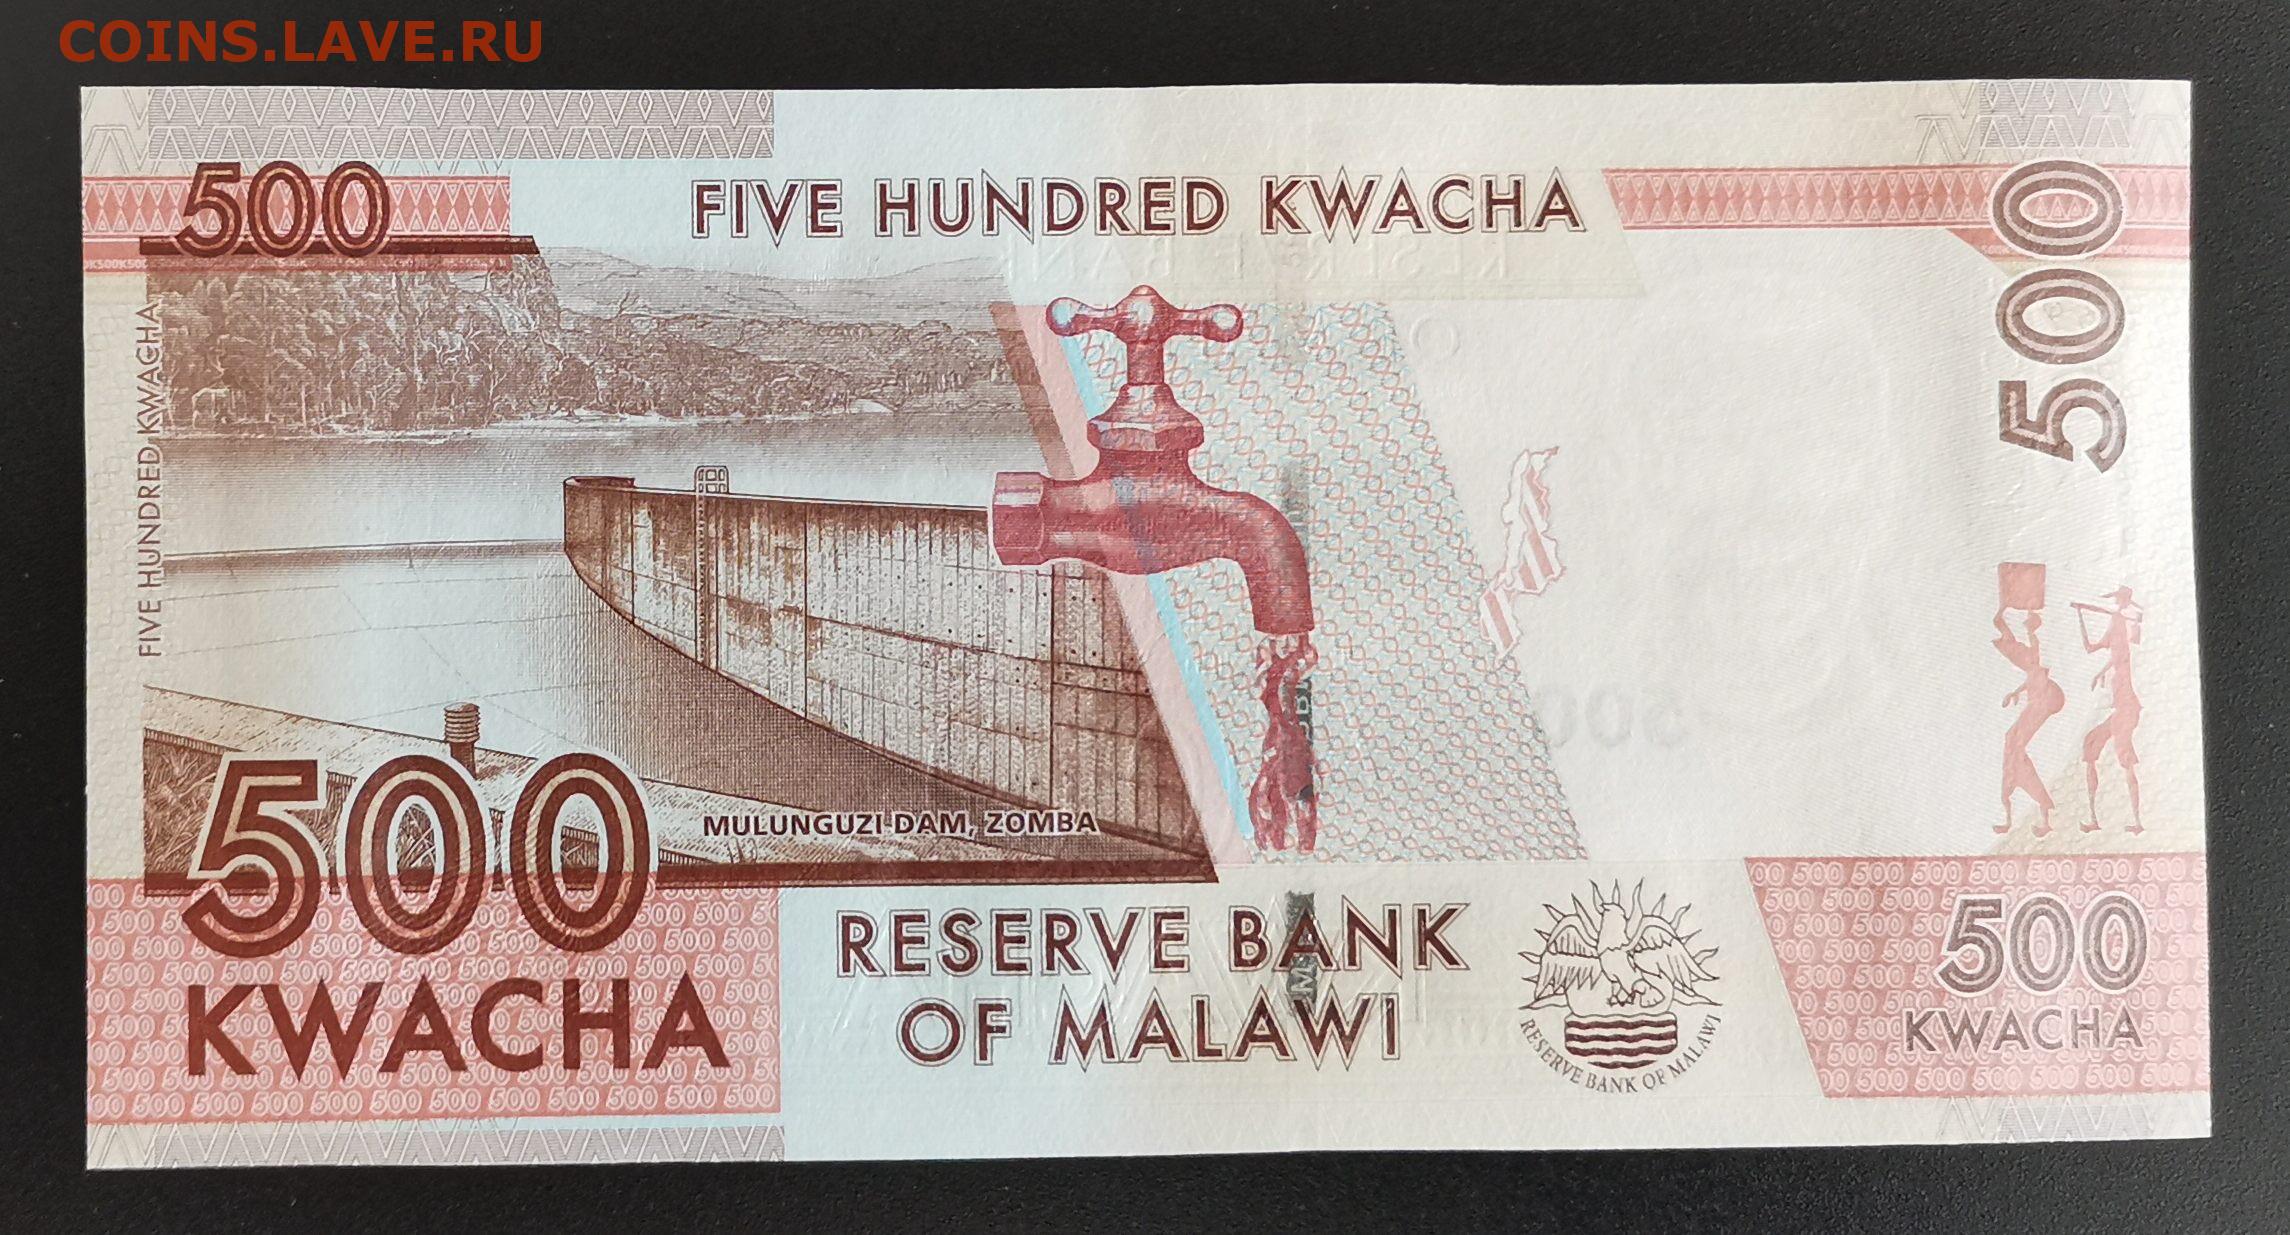 COINS.LAVE.RU
500
FIVE HUNDRED KWACHA
500
FIVE HUNDRED KWACHA
MULUNGUZI DAM, ZOMBA
500
KWACHA
RESERVE BANK
OF MALAWI
RESERVE BANK OF MALAWI
500
KWACHA